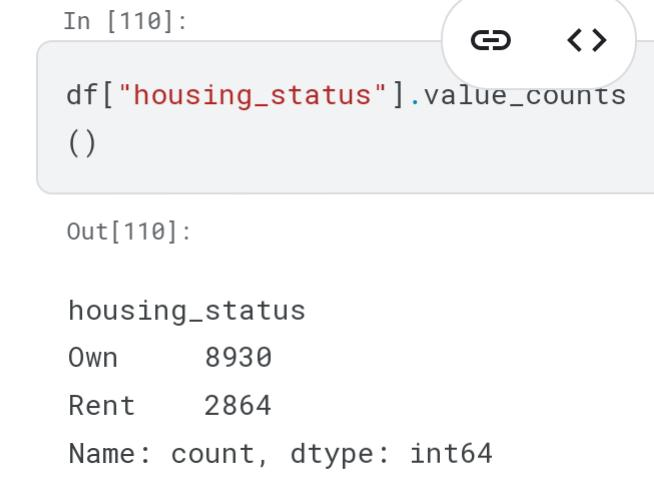 In [110]:
df["housing_status"].value_counts
()
Out[110]:
housing_status
Own     8930
Rent    2864
Name: count, dtype: int64